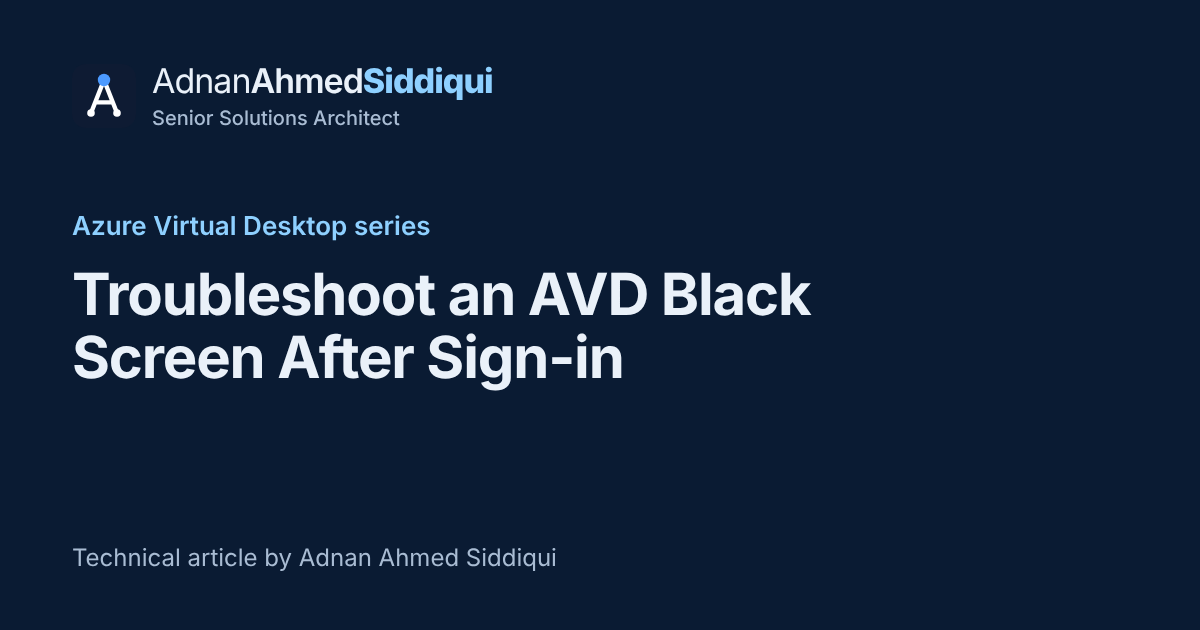 AdnanAhmedSiddiqui
Senior Solutions Architect
Azure Virtual Desktop series
Troubleshoot an AVD Black
Screen After Sign-in
Technical article by Adnan Ahmed Siddiqui